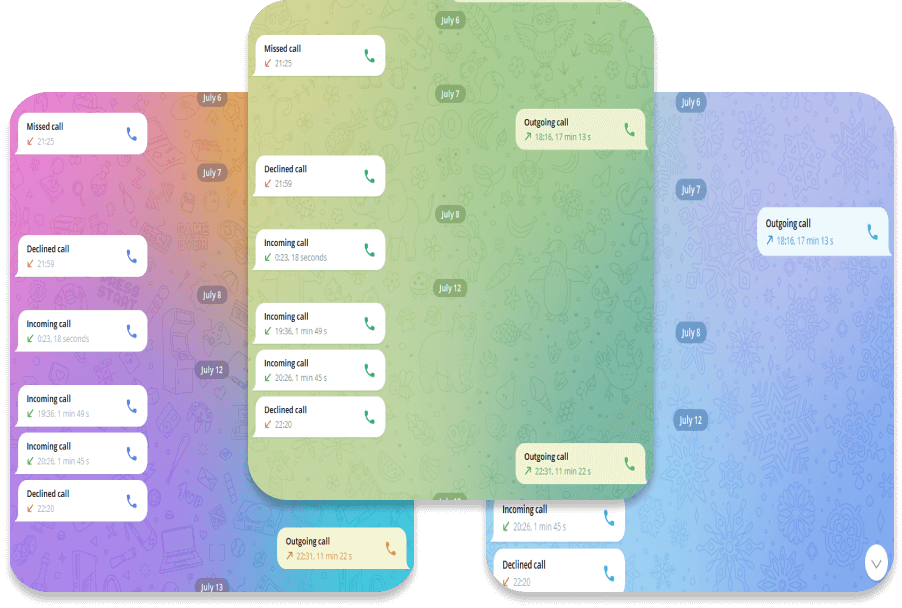 July 6
Missed call
21:25
July 7
Declined call
21:59
July 8
Incoming call
0:23, 18 seconds
July 12
Incoming call
19:36, 1 min 49 s
Incoming call
20:26, 1 min 45 s
Declined call
22:20
Outgoing call
22:31, 11 min 22 s
July 13
July 6
Missed call
21:25
July 7
Outgoing call
18:16, 17 min 13 s
Declined call
21:59
July 8
Incoming call
0:23, 18 seconds
July 12
Incoming call
19:36, 1 min 49 s
Incoming call
20:26, 1 min 45 s
Declined call
22:20
Outgoing call
22:31, 11 min 22 s
July 6
July 7
Outgoing call
18:16, 17 min 13 s
July 8
July 12
Incoming call
20:26, 1 min 45 s
Declined call
22:20